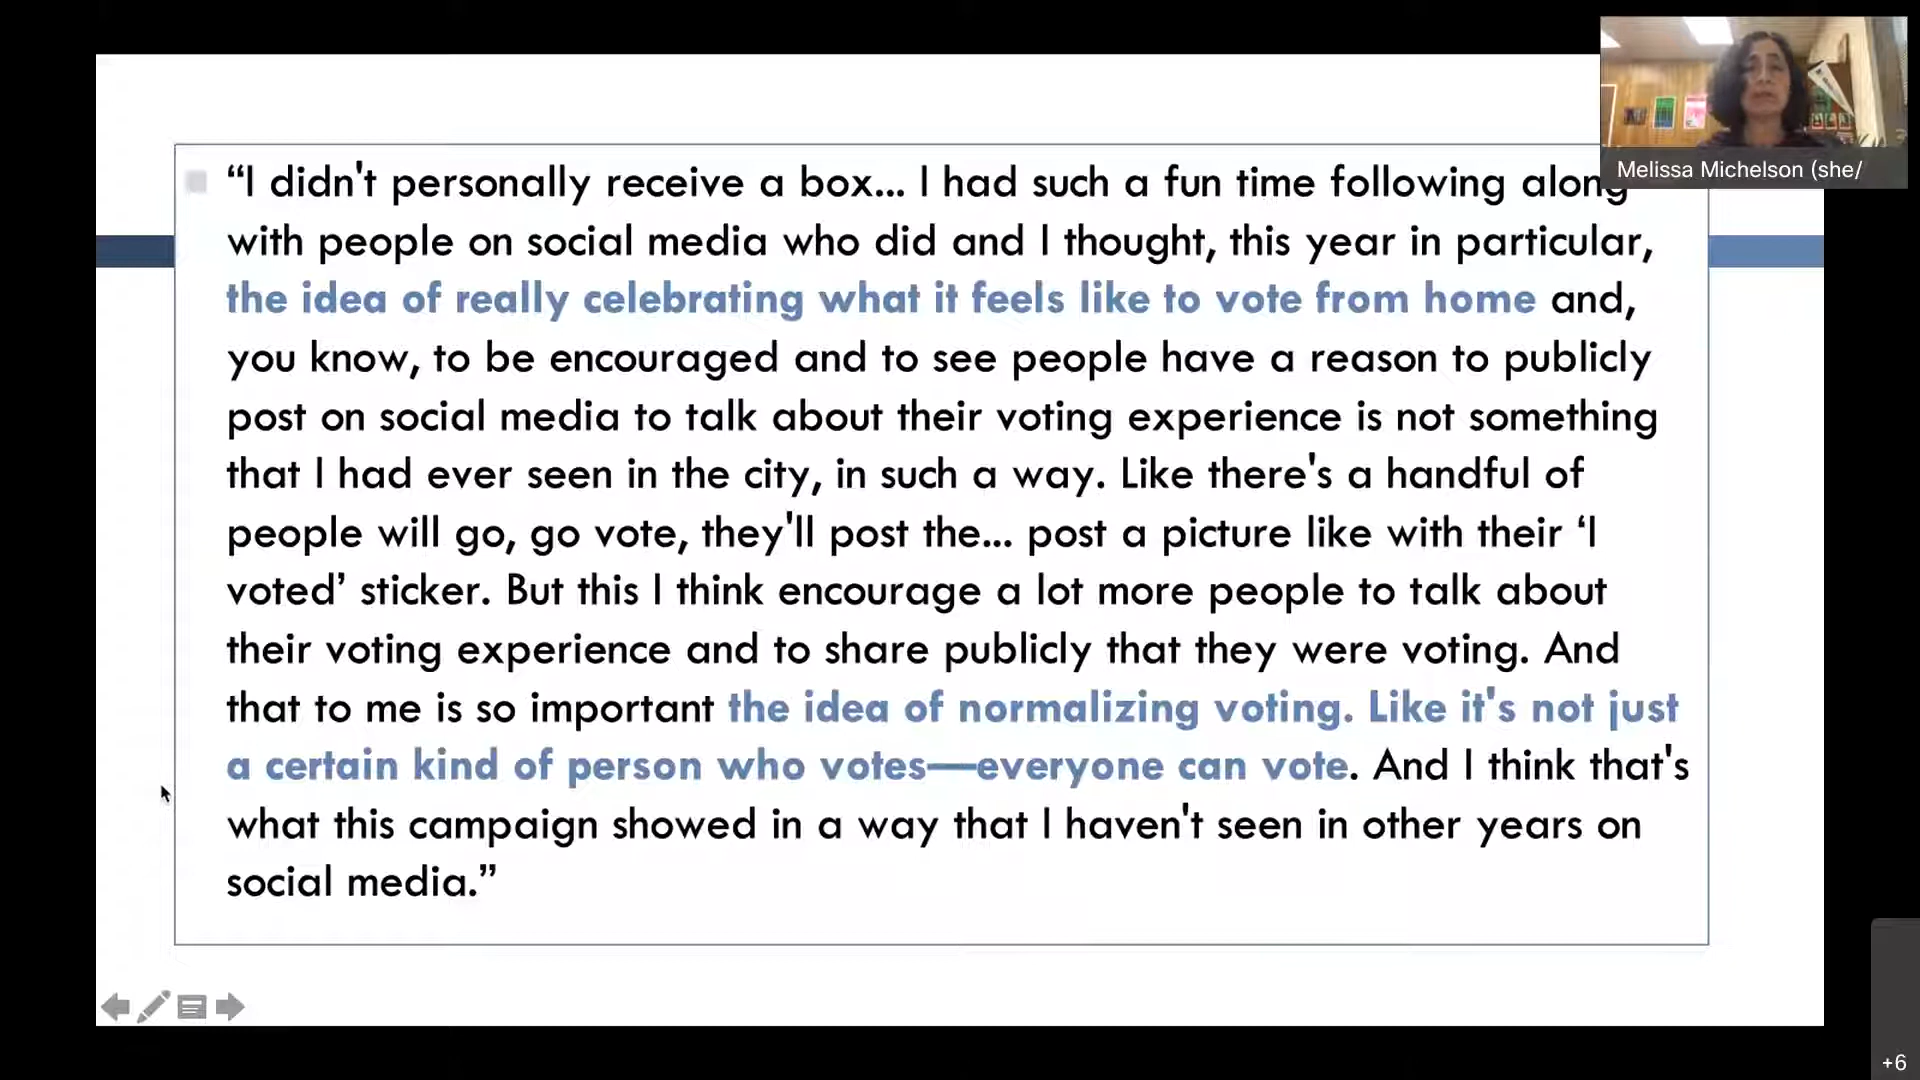 Melissa Michelson (she/
“I didn't personally receive a box... I had such a fun time following along
with people on social media who did and I thought, this year in particular,
the idea of really celebrating what it feels like to vote from home and,
you know, to be encouraged and to see people have a reason to publicly
post on social media to talk about their voting experience is not something
that I had ever seen in the city, in such a way. Like there's a handful of
people will go, go vote, they'll post the... post a picture like with their ‘I
voted’ sticker. But this I think encourage a lot more people to talk about
their voting experience and to share publicly that they were voting. And
that to me is so important the idea of normalizing voting. Like it's not just
a certain kind of person who votes—everyone can vote. And I think that's
what this campaign showed in a way that I haven't seen in other years on
social media.”
+6